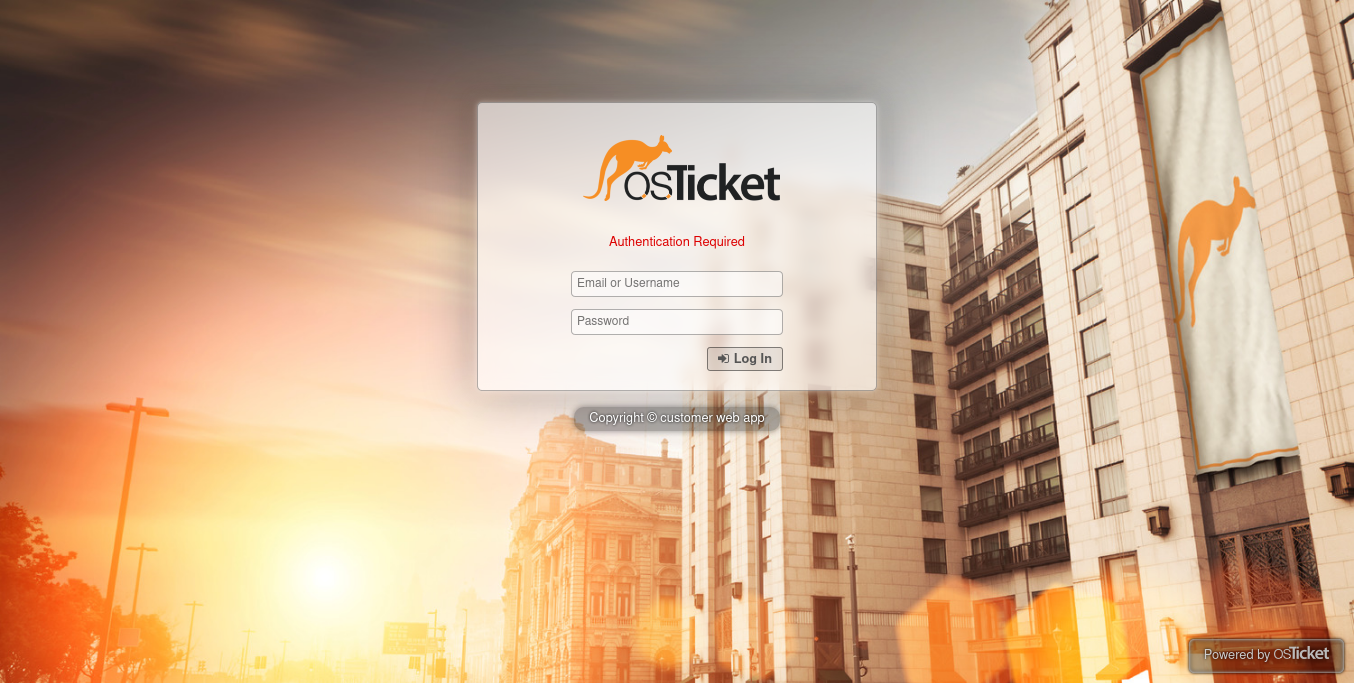 osTicket
Authentication Required
Email or Username
Password
Log In
Copyright © customer web app
Powered by osTicket